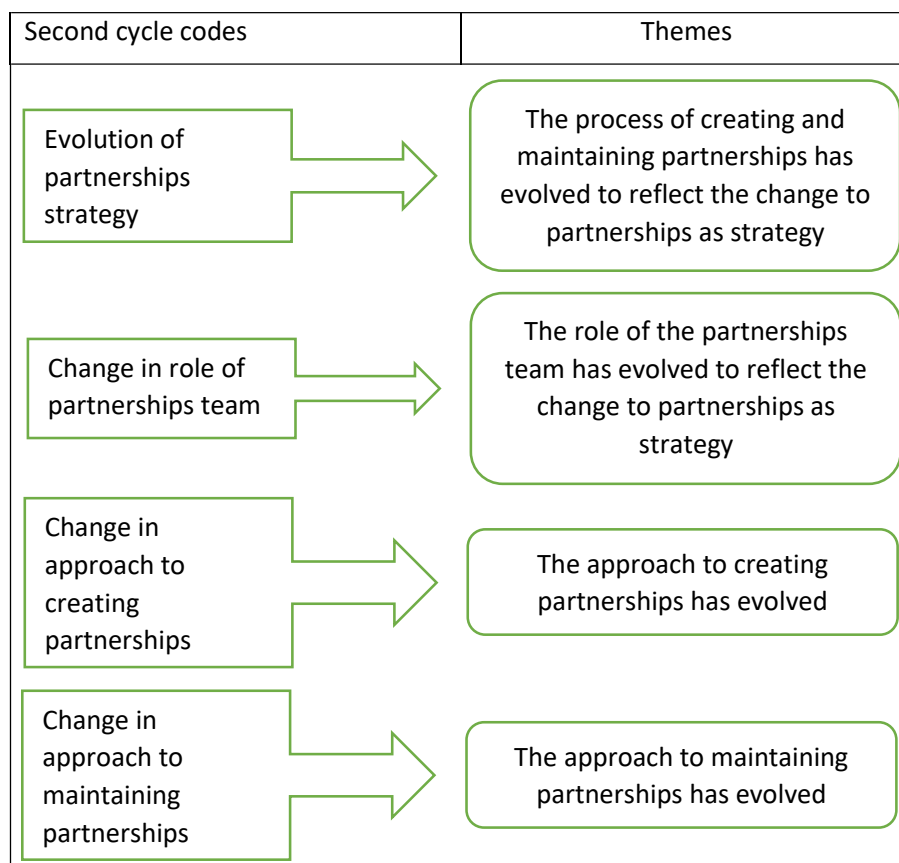 Second cycle codes
Themes
Evolution of
partnerships
strategy
The process of creating and
maintaining partnerships has
evolved to reflect the change to
partnerships as strategy
Change in role of
partnerships team
The role of the partnerships
team has evolved to reflect the
change to partnerships as
strategy
Change in
approach to
creating
partnerships
The approach to creating
partnerships has evolved
Change in
approach to
maintaining
partnerships
The approach to maintaining
partnerships has evolved